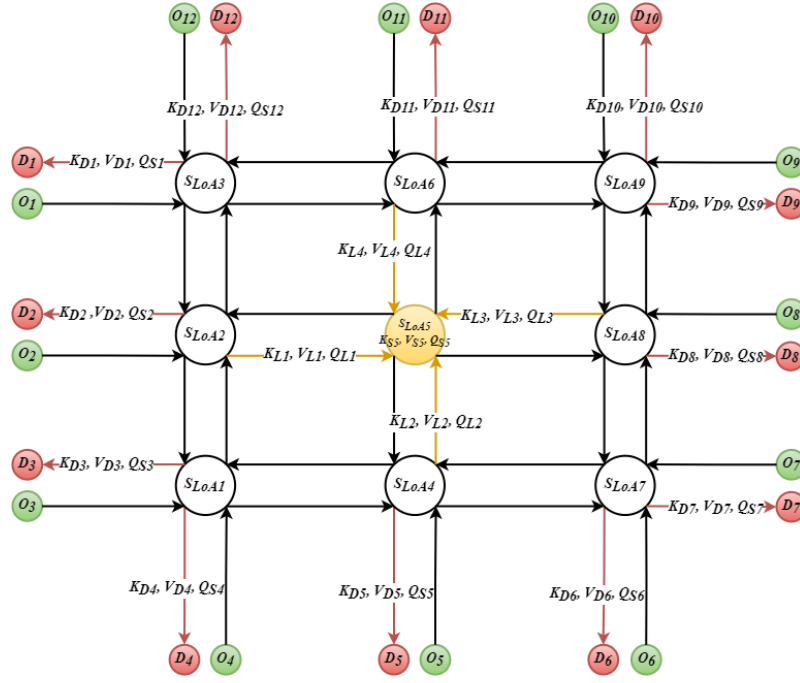 O12 D12 O11 D11 O10 D10
KD12, VD12, QS12 KD11, VD11, QS11 KD10, VD10, QS10
D1 KD1, VD1, QS1 O9
SLoA3 SLoA6 SLoA9
O1 KD9, VD9, QS9 D9
KL4, VL4, QL4
D2 KD2, VD2, QS2 KL3, VL3, QL3 O8
SLoA5
SLoA2 KS5, VS5, QS5 SLoA8
O2 KL1, VL1, QL1 KD8, VD8, QS8 D8
KL2, VL2, QL2
D3 KD3, VD3, QS3 O7
SLoA1 SLoA4 SLoA7
O3 KD7, VD7, QS7 D7
KD4, VD4, QS4 KD5, VD5, QS5 KD6, VD6, QS6
D4 O4 D5 O5 D6 O6